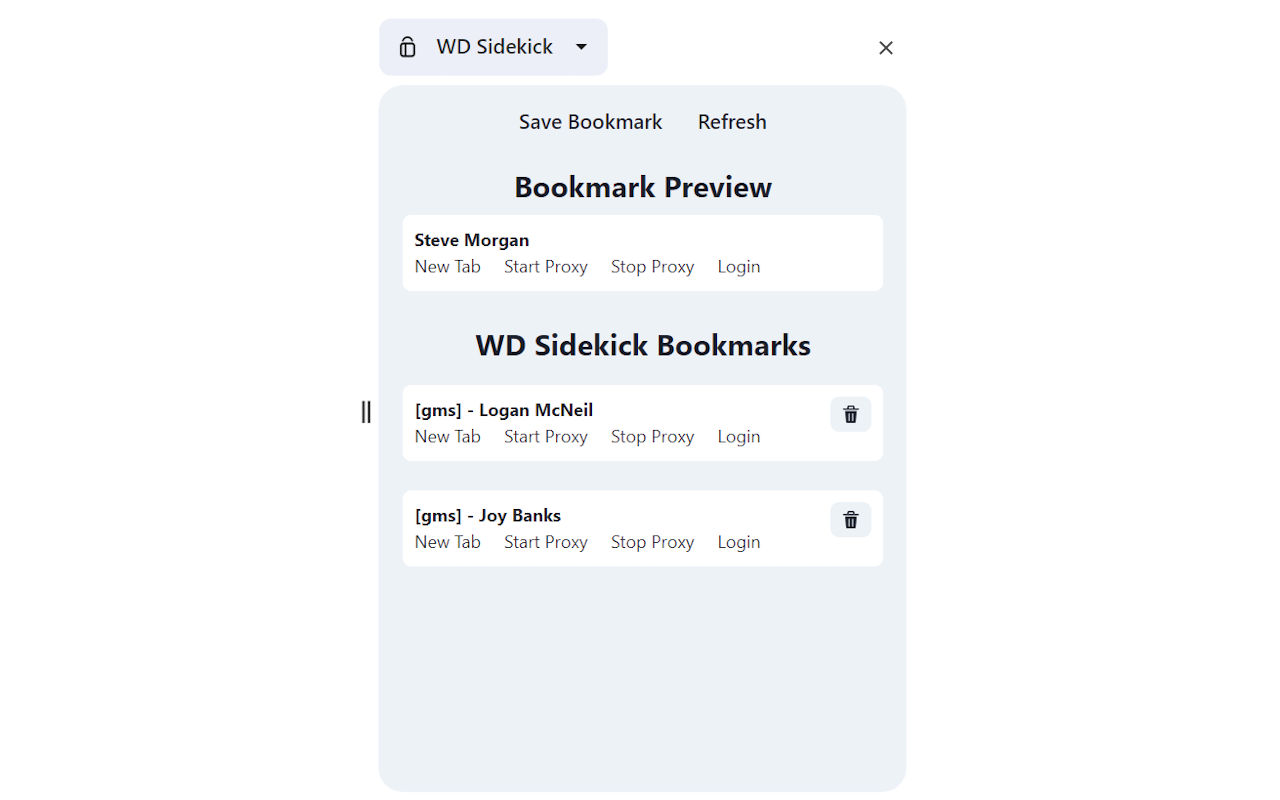 WD Sidekick
Save Bookmark Refresh
Bookmark Preview
Steve Morgan
New Tab Start Proxy Stop Proxy Login
WD Sidekick Bookmarks
[gms] - Logan McNeil
New Tab Start Proxy Stop Proxy Login
[gms] - Joy Banks
New Tab Start Proxy Stop Proxy Login